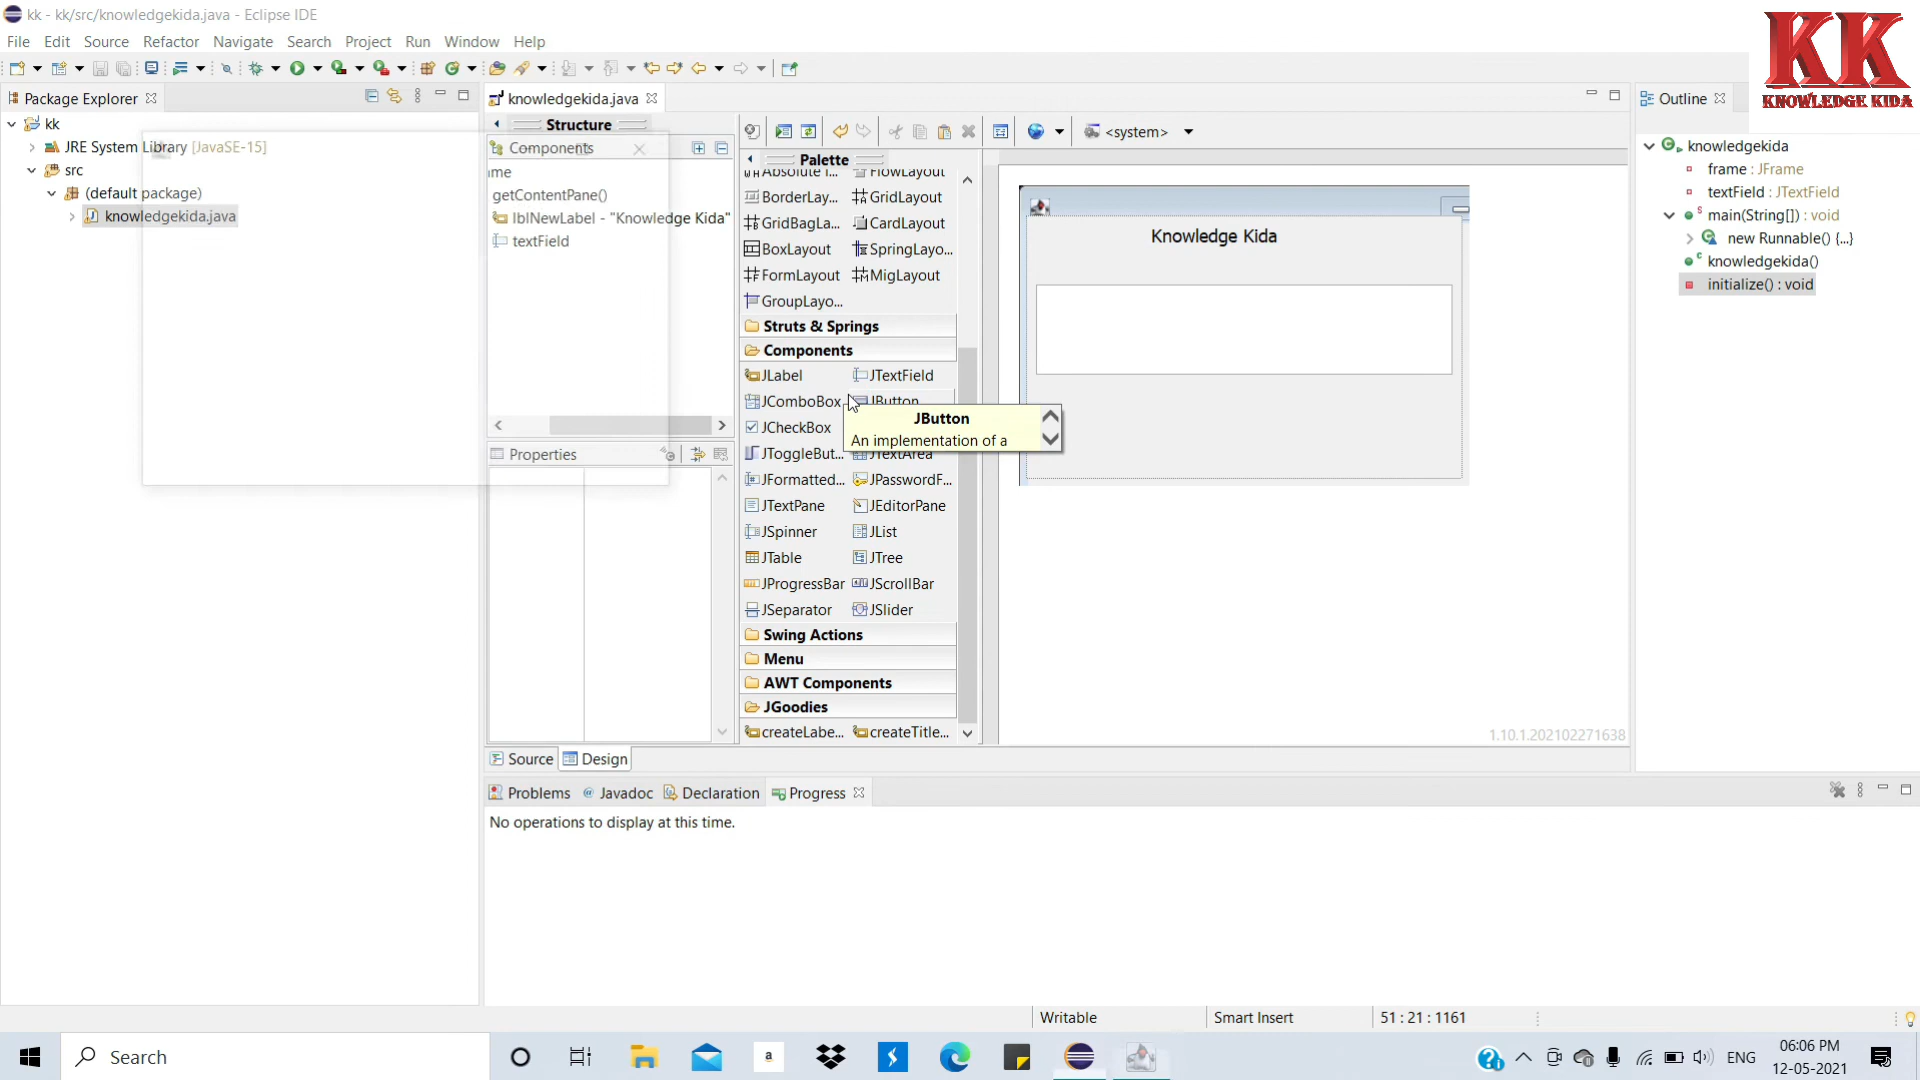 kk - kk/src/knowledgekida.java - Eclipse IDE
File Edit Source Refactor Navigate Search Project Run Window Help
KK
KNOWLEDGE KIDA
Package Explorer
kk
JRE System Library [JavaSE-15]
src
(default package)
knowledgekida.java
knowledgekida.java
Structure
Components
getContentPane()
lblNewLabel - "Knowledge Kida"
textField
Properties
<system>
Palette
Absolute l... FlowLayout
BorderLay... GridLayout
GridBagLa... CardLayout
BoxLayout SpringLayo...
FormLayout MigLayout
GroupLayo...
Struts & Springs
Components
JLabel JTextField
JComboBox JButton
JCheckBox
JToggleBut... JTextArea
JFormatted... JPasswordF...
JTextPane JEditorPane
JSpinner JList
JTable JTree
JProgressBar JScrollBar
JSeparator JSlider
Swing Actions
Menu
AWT Components
JGoodies
createLabe... createTitle...
JButton
An implementation of a
Knowledge Kida
1.10.1.202102271638
Outline
knowledgekida
frame : JFrame
textField : JTextField
main(String[]) : void
new Runnable() {...}
knowledgekida()
initialize() : void
Source Design
Problems Javadoc Declaration Progress
No operations to display at this time.
Writable Smart Insert 51 : 21 : 1161
Search
a
ENG
06:06 PM
12-05-2021